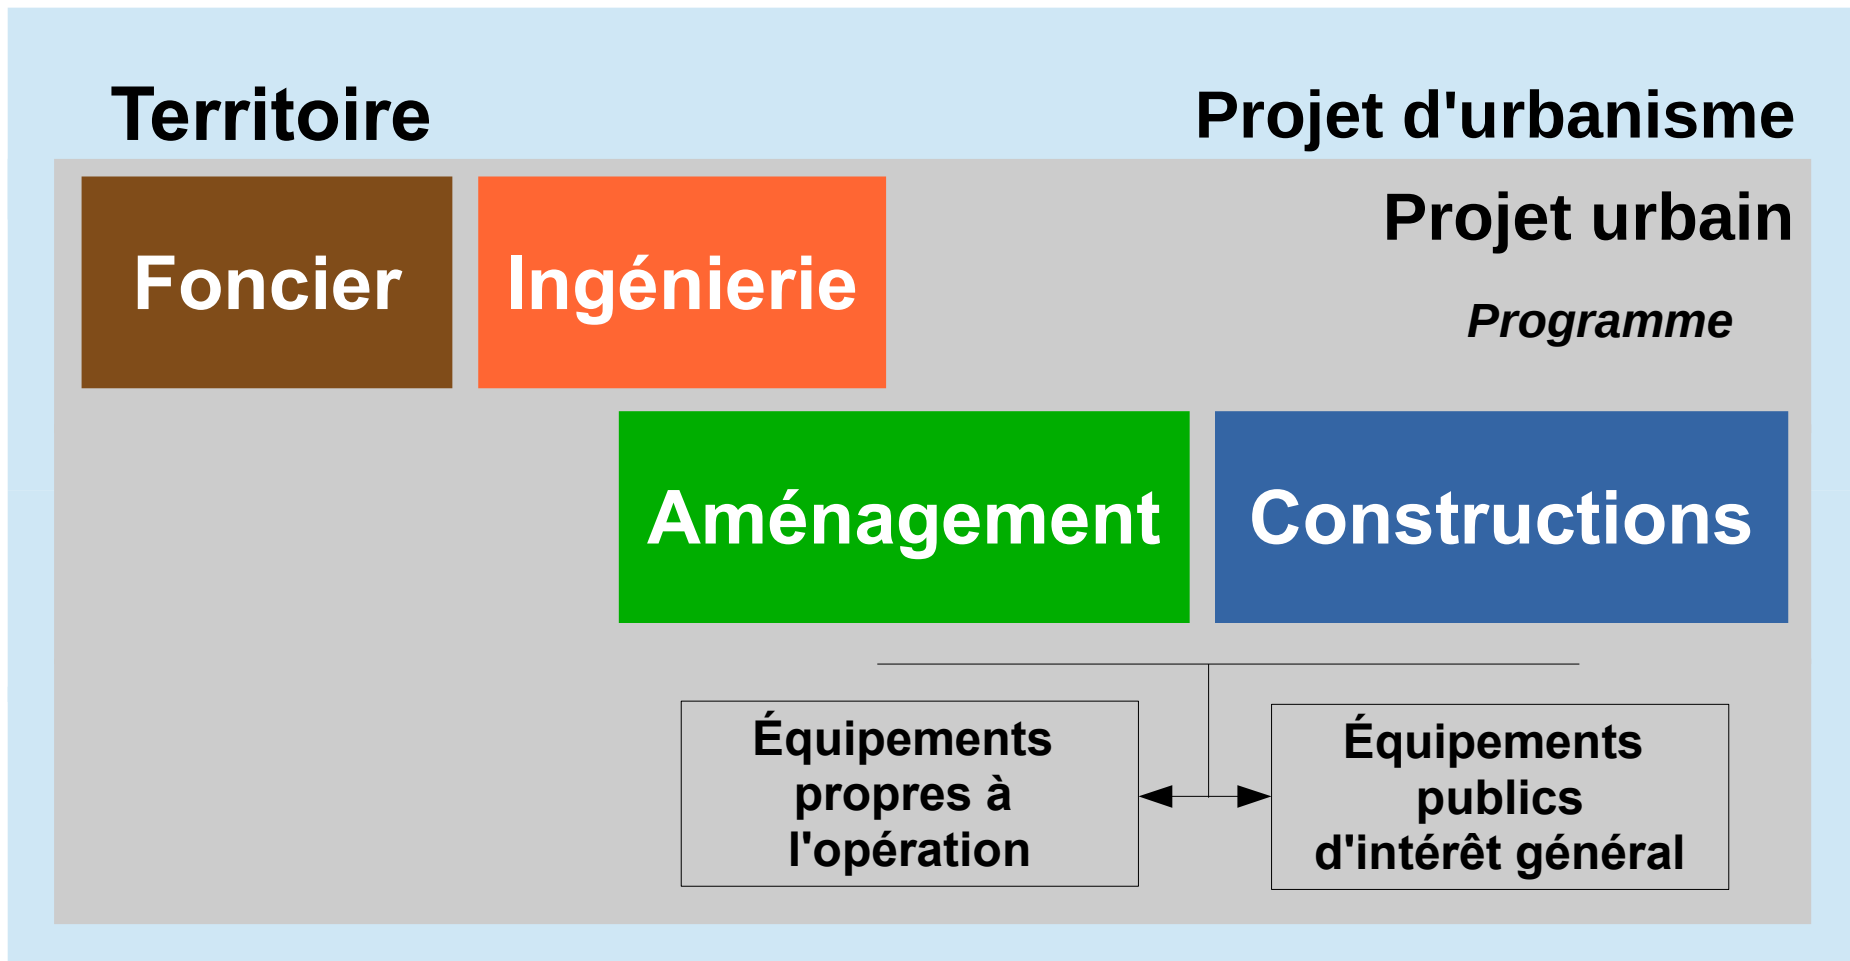 Territoire
Projet d'urbanisme
Projet urbain
Foncier
Ingénierie
Programme
Aménagement
Constructions
Équipements
propres à
l'opération
Équipements
publics
d'intérêt général